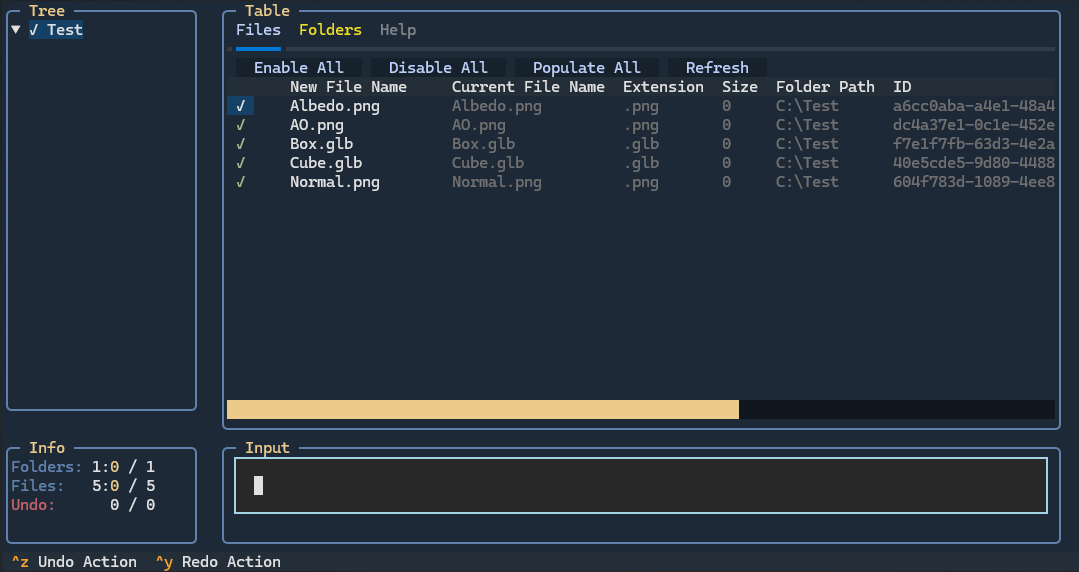 Tree
▼ √ Test
Table
Files Folders Help
Enable All Disable All Populate All Refresh
New File Name Current File Name Extension Size Folder Path ID
√ Albedo.png Albedo.png .png 0 C:\Test a6cc0aba-a4e1-48a4
√ AO.png AO.png .png 0 C:\Test dc4a37e1-0c1e-452e
√ Box.glb Box.glb .glb 0 C:\Test f7e1f7fb-63d3-4e2a
√ Cube.glb Cube.glb .glb 0 C:\Test 40e5cde5-9d80-4488
√ Normal.png Normal.png .png 0 C:\Test 604f783d-1089-4ee8
Info
Folders: 1:0 / 1
Files: 5:0 / 5
Undo: 0 / 0
Input
^z Undo Action ^y Redo Action